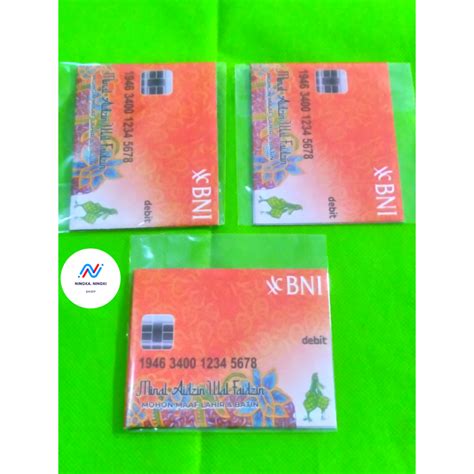 1946 3400 1234 5678
Minal Aidzin Wal Faidzin
debit
BNI
1946 3400 1234 5678
Minal Aidzin Wal Faidzin
debit
BNI
NINGKA NINGKI
BNI
debit
1946 3400 1234 5678
Minal Aidzin Wal Faidzin
MOHON MAAF LAHIR & BATIN